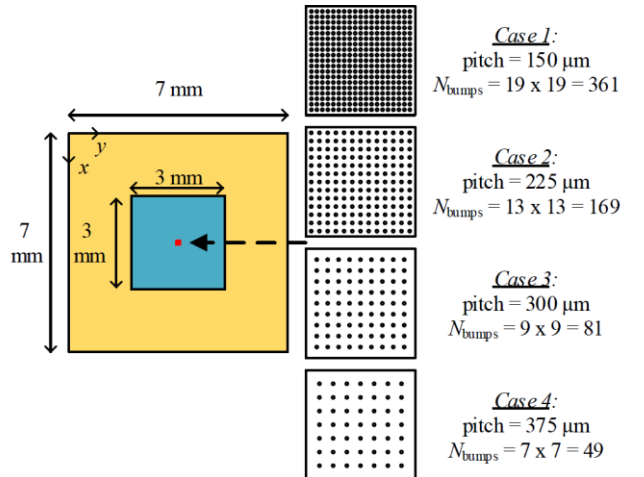 7 mm
y
x
3 mm
7
mm
3
mm
Case 1:
pitch = 150 μm
Nbumps = 19 x 19 = 361
Case 2:
pitch = 225 μm
Nbumps = 13 x 13 = 169
Case 3:
pitch = 300 μm
Nbumps = 9 x 9 = 81
Case 4:
pitch = 375 μm
Nbumps = 7 x 7 = 49